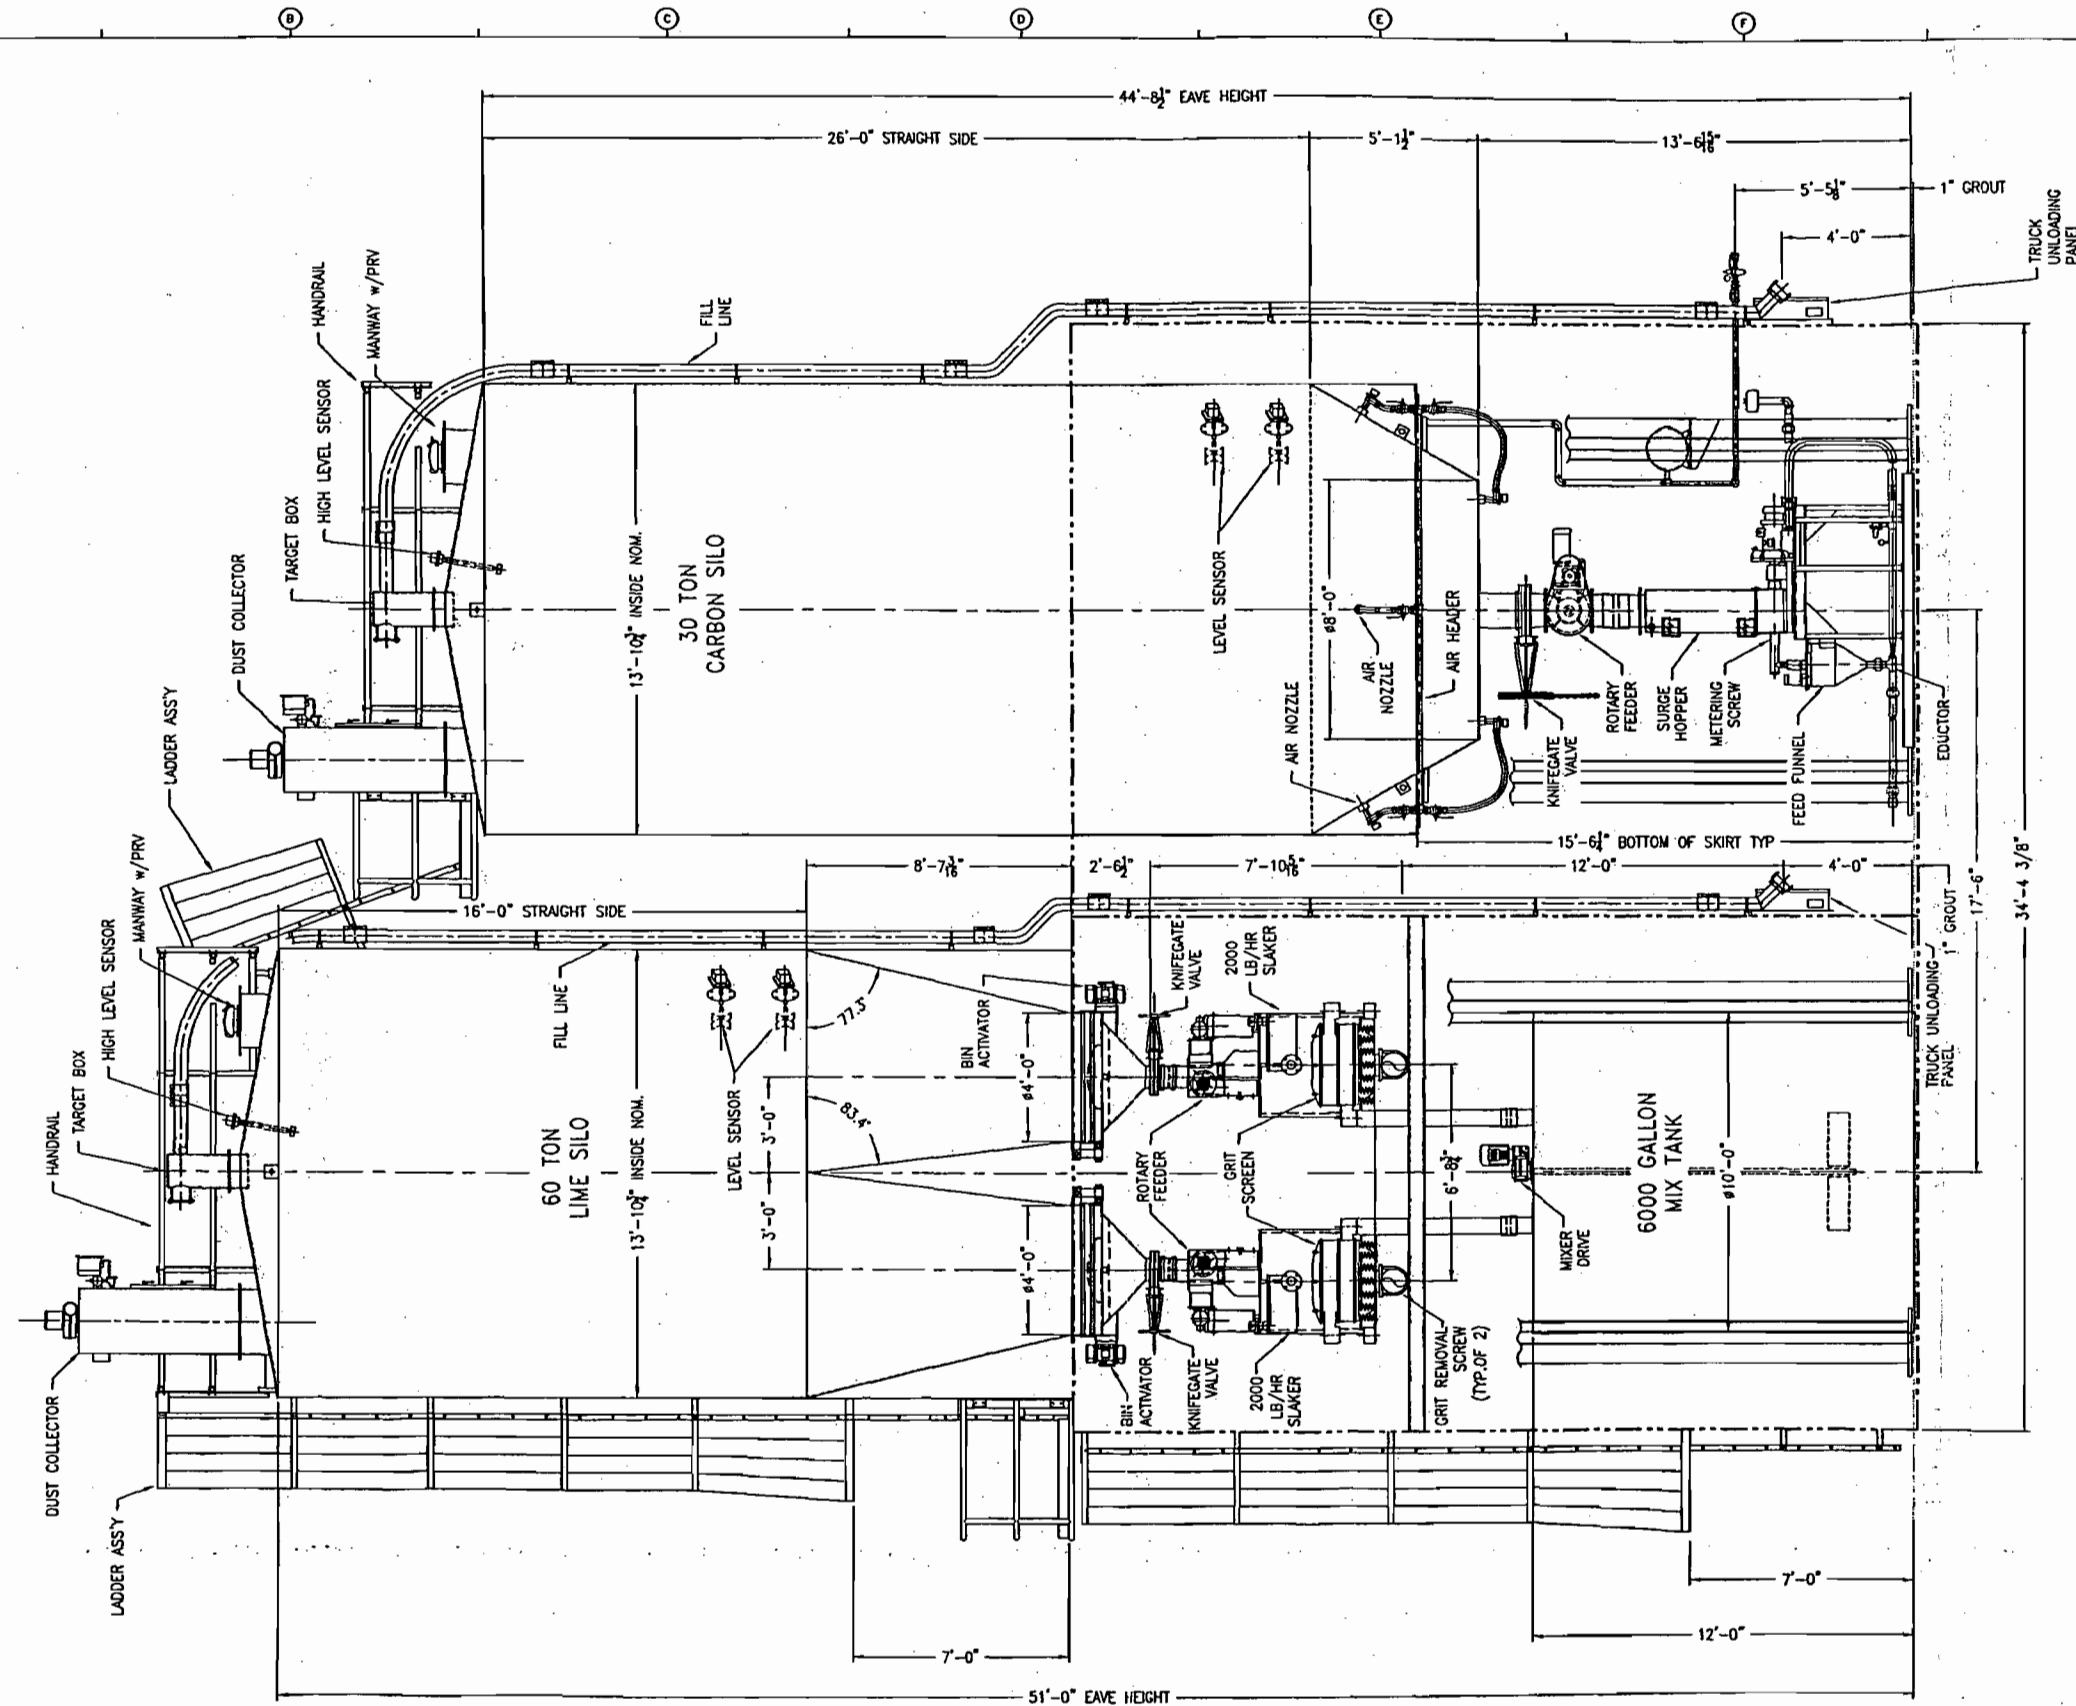 B
C
D
E
F
44'-8½" EAVE HEIGHT
26'-0" STRAIGHT SIDE
5'-1½"
13'-6 15/16"
5'-5⅛"
1" GROUT
4'-0"
TRUCK
UNLOADING
PANEL
HANDRAIL
MANWAY w/PRV
HIGH LEVEL SENSOR
TARGET BOX
DUST COLLECTOR
LADDER ASS'Y
FILL
LINE
13'-10¾" INSIDE NOM.
30 TON
CARBON SILO
LEVEL SENSOR
ø8'-0"
AIR
NOZZLE
AIR HEADER
AIR NOZZLE
KNIFEGATE
VALVE
ROTARY
FEEDER
SURGE
HOPPER
METERING
SCREW
FEED FUNNEL
EDUCTOR
15'-6¼" BOTTOM OF SKIRT TYP
8'-7 3/16"
2'-6½"
7'-10 5/16"
12'-0"
4'-0"
1" GROUT
17'-6"
34'-4 3/8"
16'-0" STRAIGHT SIDE
MANWAY w/PRV
HIGH LEVEL SENSOR
TARGET BOX
HANDRAIL
DUST COLLECTOR
LADDER ASS'Y
FILL LINE
60 TON
LIME SILO
13'-10¾" INSIDE NOM.
LEVEL SENSOR
3'-0"
3'-0"
77.3°
83.4°
BIN
ACTIVATOR
ø4'-0"
ø4'-0"
KNIFEGATE
VALVE
2000
LB/HR
SLAKER
ROTARY
FEEDER
GRIT
SCREEN
6'-8¾"
BIN
ACTIVATOR
KNIFEGATE
VALVE
2000
LB/HR
SLAKER
GRIT REMOVAL
SCREW
(TYP.OF 2)
MIXER
DRIVE
6000 GALLON
MIX TANK
ø10'-0"
TRUCK UNLOADING
PANEL
7'-0"
12'-0"
7'-0"
51'-0" EAVE HEIGHT